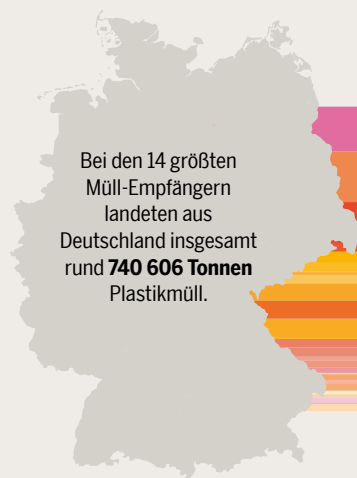 Bei den 14 größten
Müll-Empfängern
landeten aus
Deutschland insgesamt
rund 740 606 Tonnen
Plastikmüll.